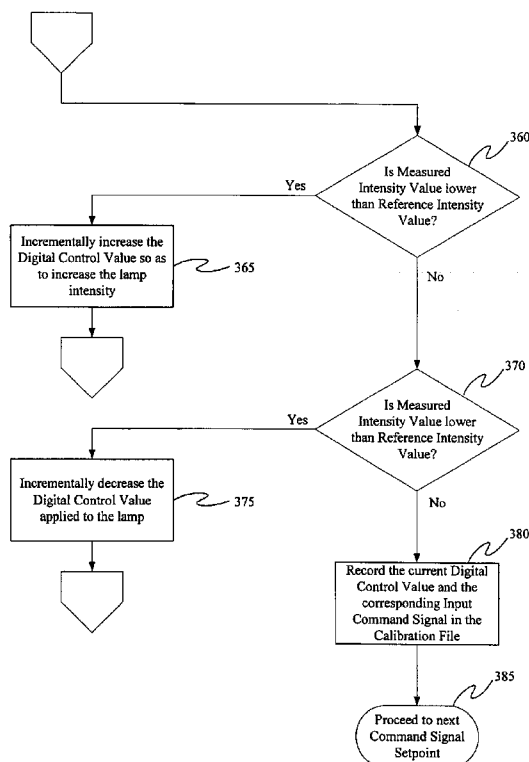 360
Is Measured
Intensity Value lower
than Reference Intensity
Value?
Yes
No
Incrementally increase the
Digital Control Value so as
to increase the lamp
intensity
365
370
Is Measured
Intensity Value lower
than Reference Intensity
Value?
Yes
No
Incrementally decrease the
Digital Control Value
applied to the lamp
375
380
Record the current Digital
Control Value and the
corresponding Input
Command Signal in the
Calibration File
385
Proceed to next
Command Signal
Setpoint